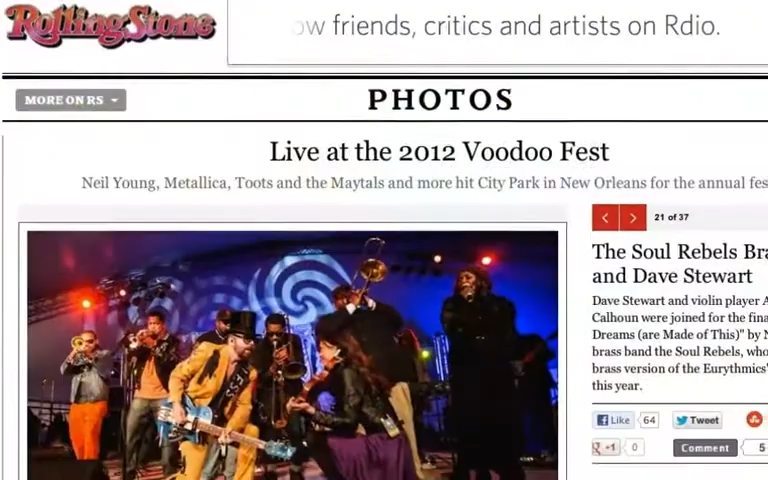 RollingStone
ow friends, critics and artists on Rdio.
MORE ON RS
PHOTOS
Live at the 2012 Voodoo Fest
Neil Young, Metallica, Toots and the Maytals and more hit City Park in New Orleans for the annual fes
21 of 37
The Soul Rebels Bra
and Dave Stewart
Dave Stewart and violin player A
Calhoun were joined for the fina
Dreams (are Made of This)" by N
brass band the Soul Rebels, who
brass version of the Eurythmics'
this year.
Like 64 Tweet
g +1 0 Comment 5